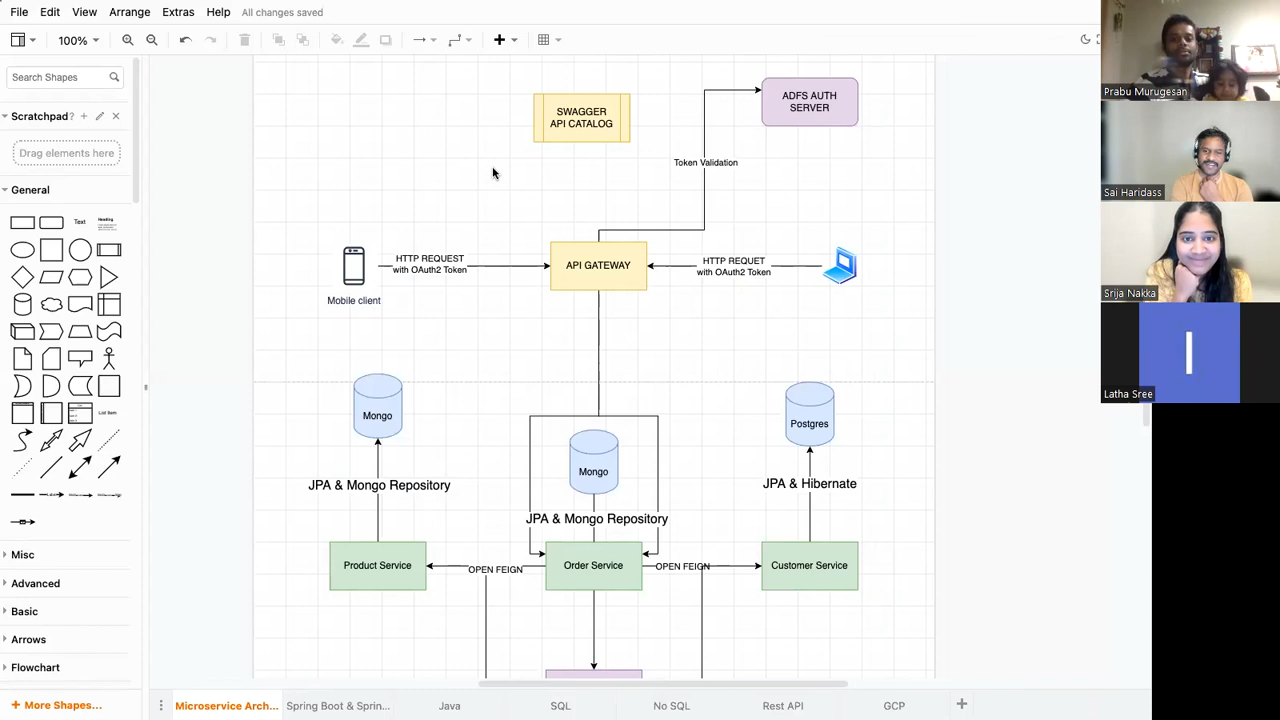 File Edit View Arrange Extras Help All changes saved
100%
Search Shapes
Scratchpad ? + ×
Drag elements here
General
Text
Heading
List Item
Misc
Advanced
Basic
Arrows
Flowchart
+ More Shapes...
SWAGGER
API CATALOG
ADFS AUTH
SERVER
Token Validation
HTTP REQUEST
with OAuth2 Token
API GATEWAY
HTTP REQUET
with OAuth2 Token
Mobile client
Mongo
Mongo
Postgres
JPA & Mongo Repository
JPA & Mongo Repository
JPA & Hibernate
Product Service
OPEN FEIGN
Order Service
OPEN FEIGN
Customer Service
Microservice Arch...
Spring Boot & Sprin...
Java
SQL
No SQL
Rest API
GCP
Prabu Murugesan
Sai Haridass
Srija Nakka
I
Latha Sree